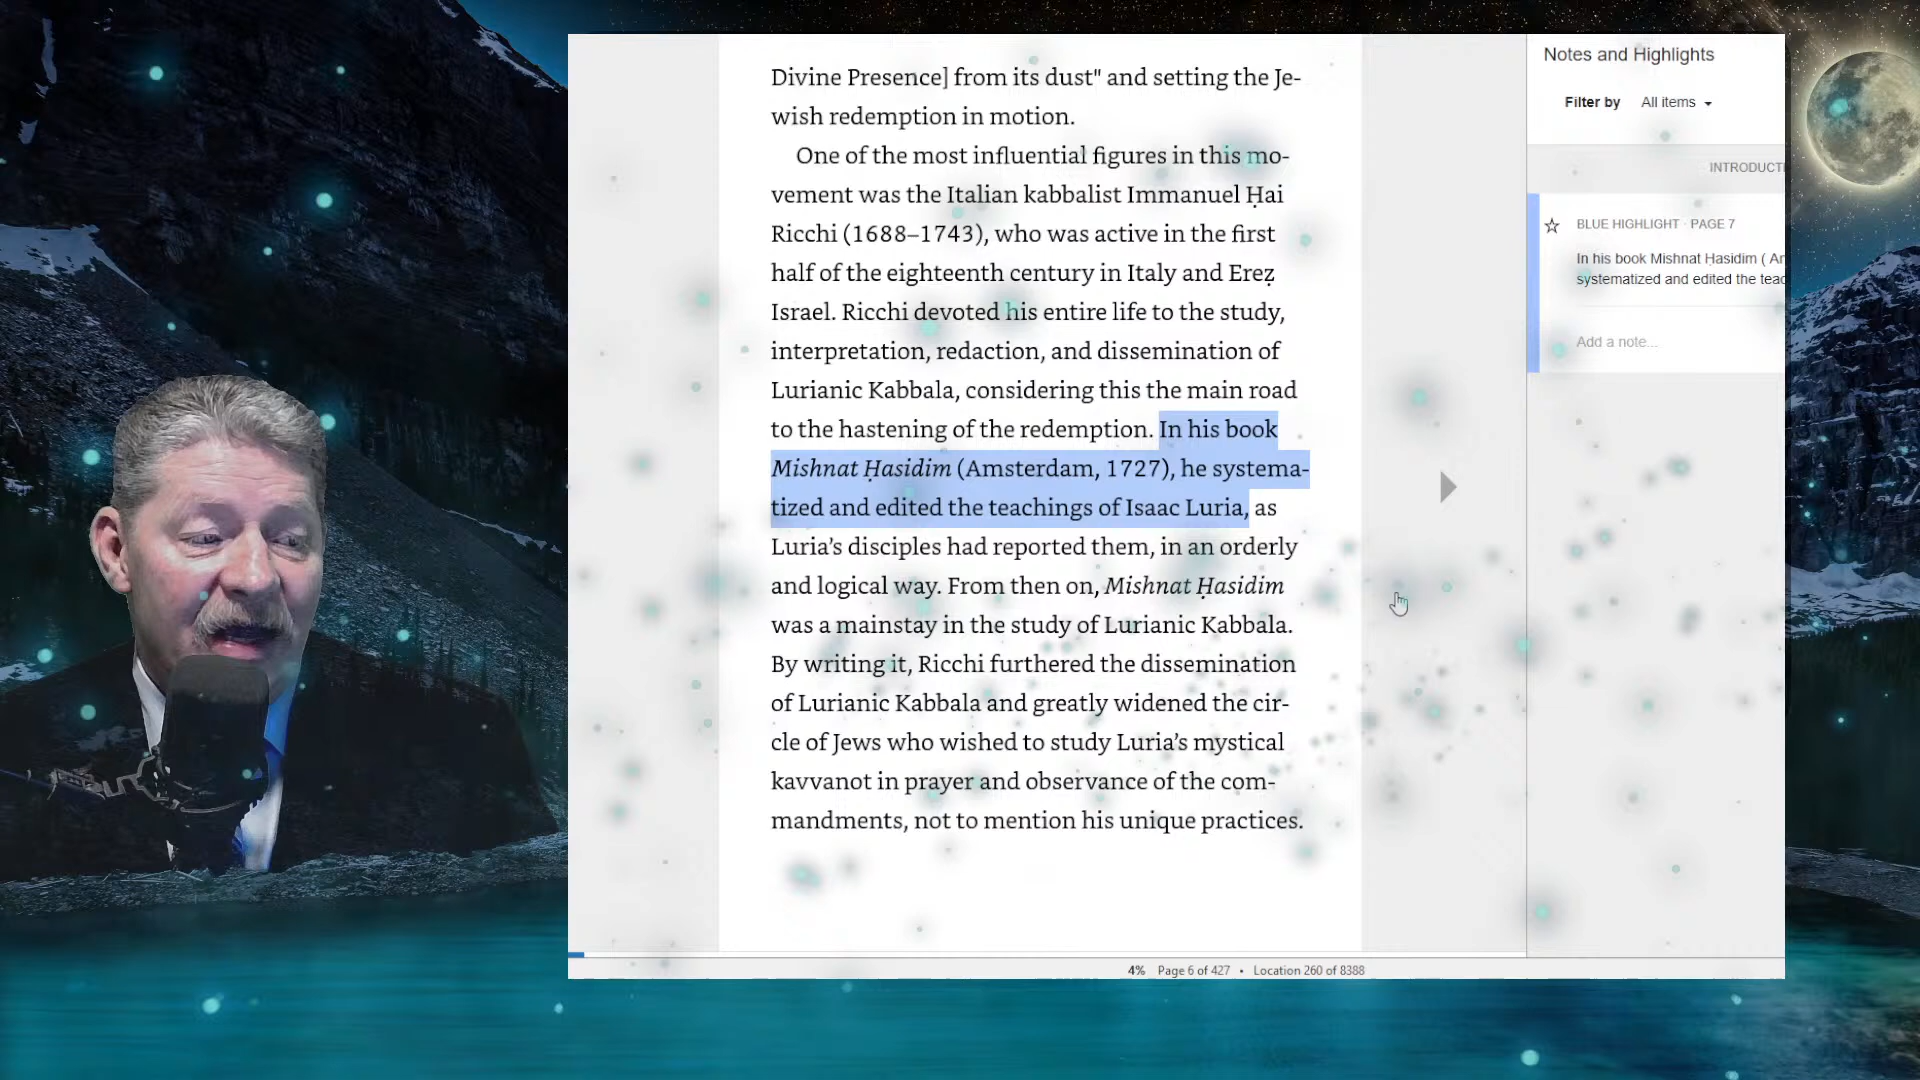 Divine Presence] from its dust" and setting the Je-
wish redemption in motion.
One of the most influential figures in this mo-
vement was the Italian kabbalist Immanuel Ḥai
Ricchi (1688–1743), who was active in the first
half of the eighteenth century in Italy and Ereẓ
Israel. Ricchi devoted his entire life to the study,
interpretation, redaction, and dissemination of
Lurianic Kabbala, considering this the main road
to the hastening of the redemption. In his book
Mishnat Ḥasidim (Amsterdam, 1727), he systema-
tized and edited the teachings of Isaac Luria, as
Luria’s disciples had reported them, in an orderly
and logical way. From then on, Mishnat Ḥasidim
was a mainstay in the study of Lurianic Kabbala.
By writing it, Ricchi furthered the dissemination
of Lurianic Kabbala and greatly widened the cir-
cle of Jews who wished to study Luria’s mystical
kavvanot in prayer and observance of the com-
mandments, not to mention his unique practices.
4% Page 6 of 427 • Location 260 of 8388
Notes and Highlights
Filter by All items
INTRODUCTI
BLUE HIGHLIGHT · PAGE 7
In his book Mishnat Hasidim ( Am
systematized and edited the teac
Add a note...